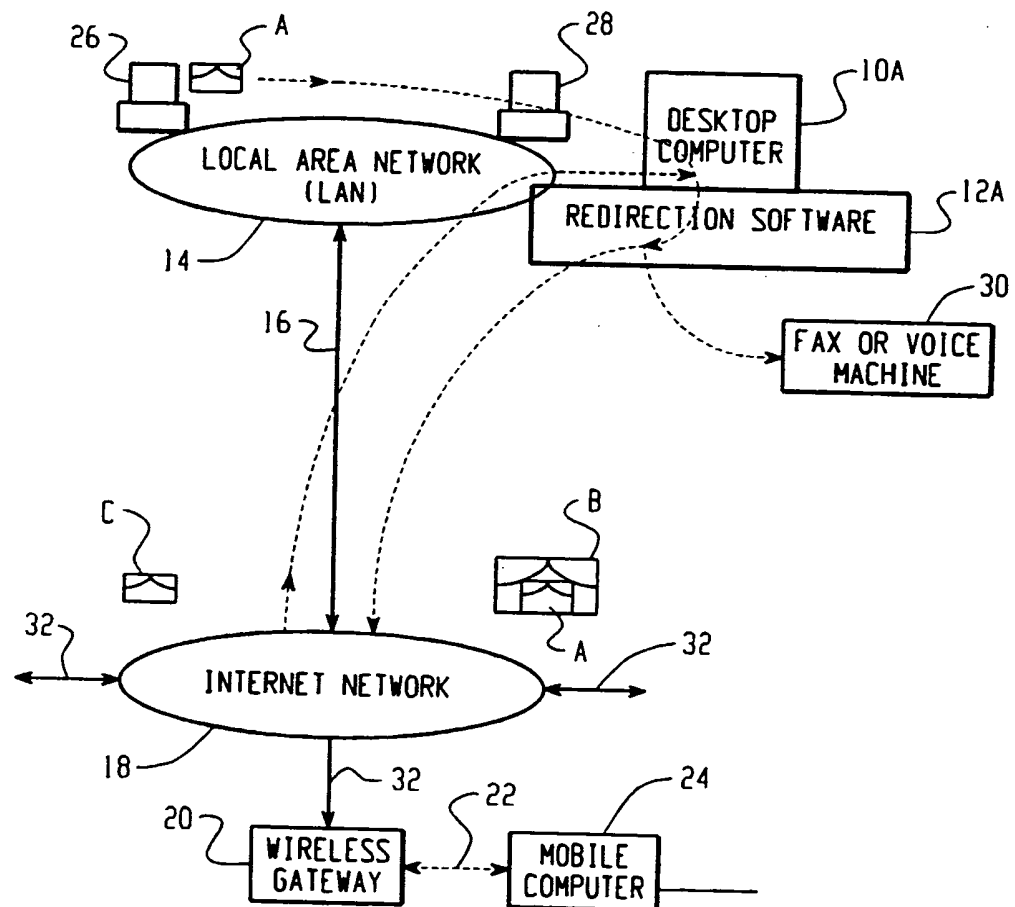 26
A
28
10A
DESKTOP
COMPUTER
LOCAL AREA NETWORK
(LAN)
REDIRECTION SOFTWARE
12A
14
16
30
FAX OR VOICE
MACHINE
C
B
A
32
32
INTERNET NETWORK
18
32
20
22
24
WIRELESS
GATEWAY
MOBILE
COMPUTER